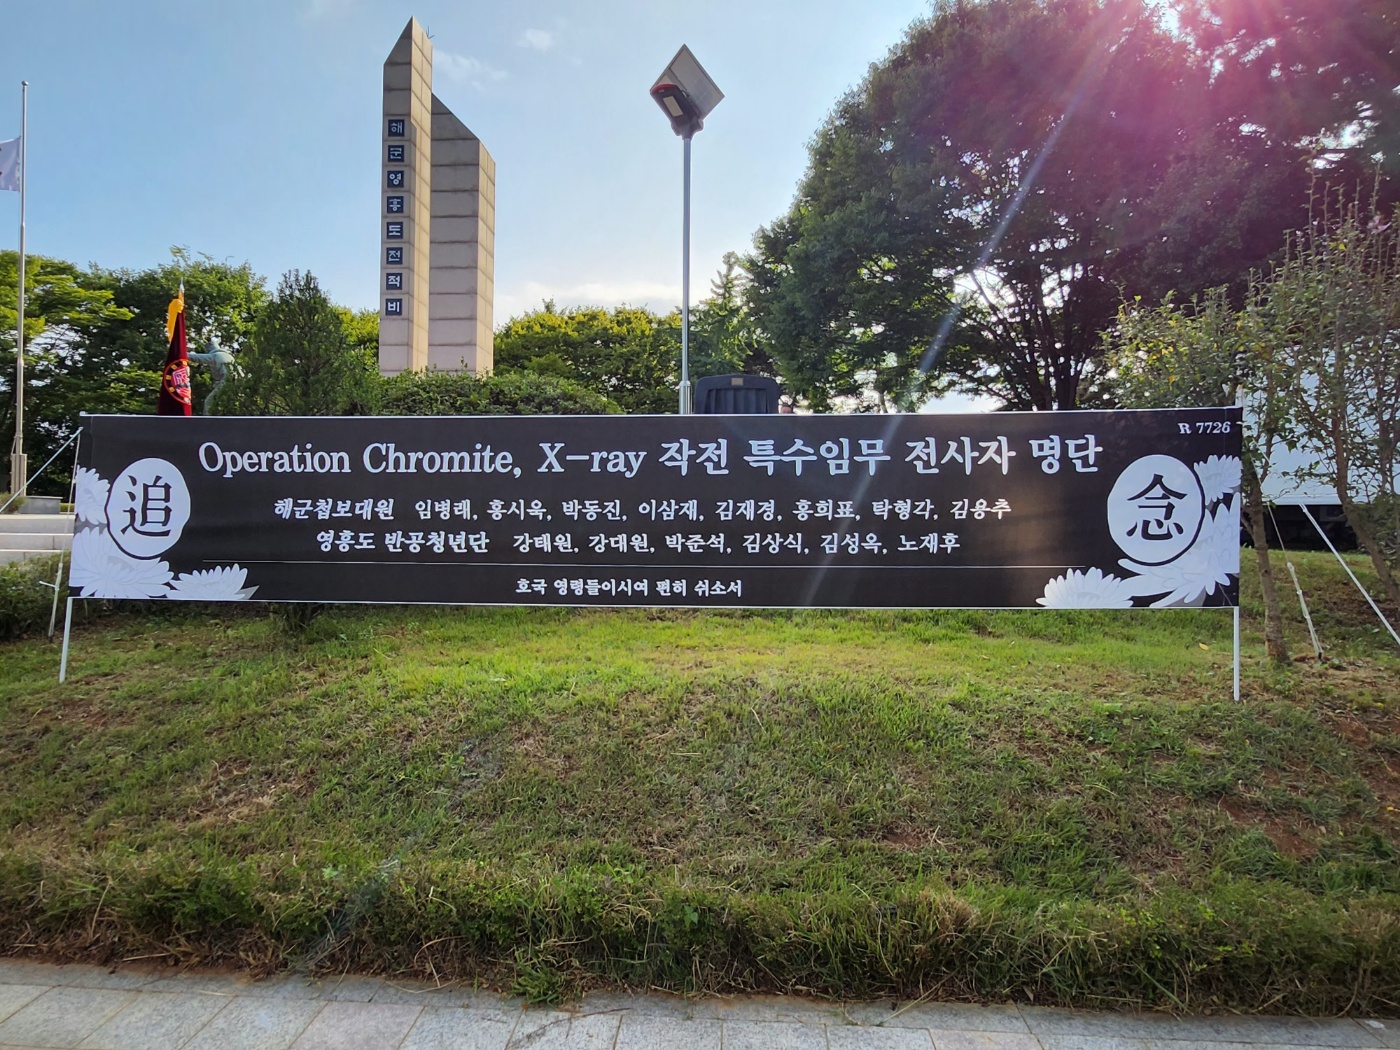 해군영흥도전적비
R 7726
Operation Chromite, X-ray 작전 특수임무 전사자 명단
追
해군첩보대원 임병래, 홍시욱, 박동진, 이삼재, 김재경, 홍희표, 탁형각, 김용추
영흥도 반공청년단 강태원, 강대원, 박준석, 김상식, 김성옥, 노재후
念
호국 영령들이시여 편히 쉬소서